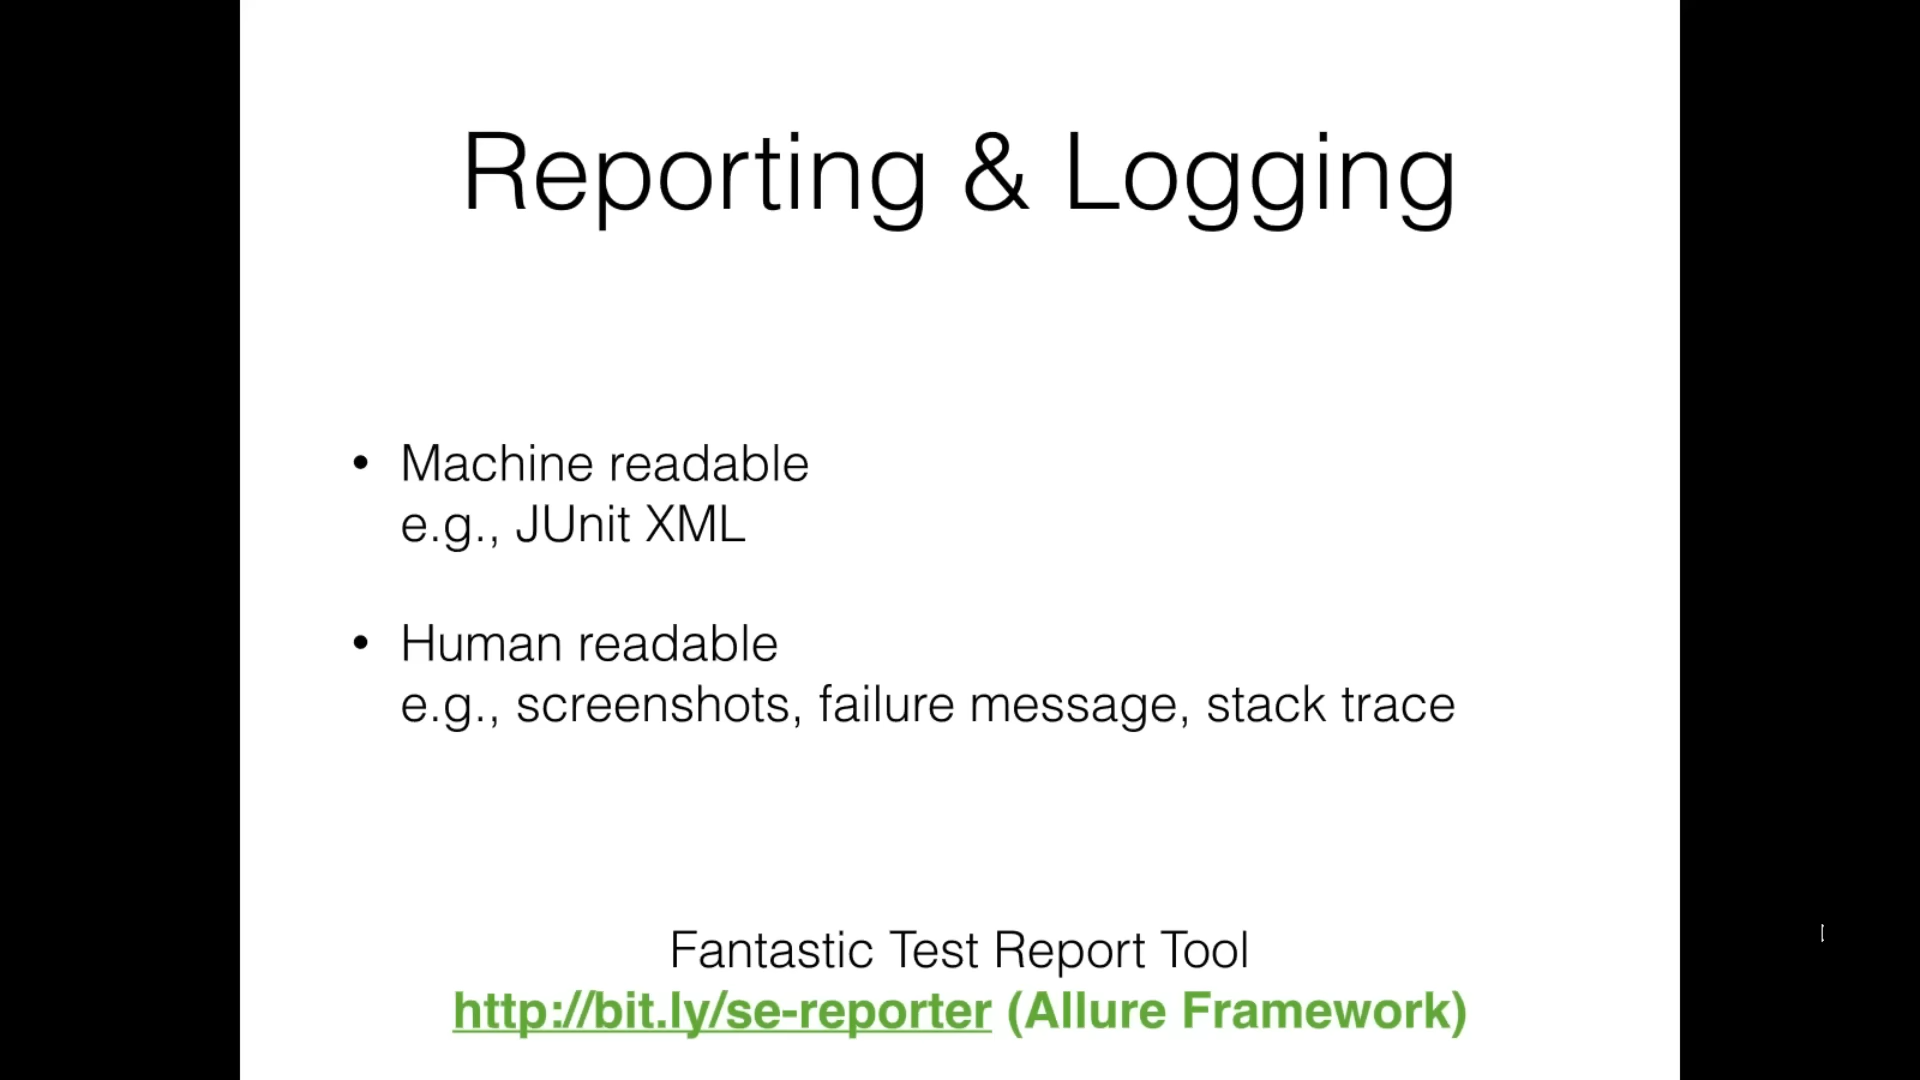 Reporting & Logging
• Machine readable
e.g., JUnit XML
• Human readable
e.g., screenshots, failure message, stack trace
Fantastic Test Report Tool
http://bit.ly/se-reporter (Allure Framework)